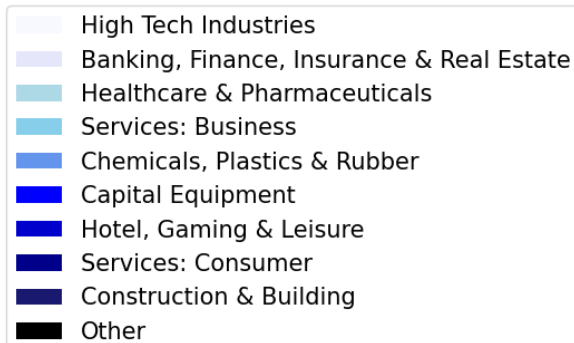 High Tech Industries
Banking, Finance, Insurance & Real Estate
Healthcare & Pharmaceuticals
Services: Business
Chemicals, Plastics & Rubber
Capital Equipment
Hotel, Gaming & Leisure
Services: Consumer
Construction & Building
Other